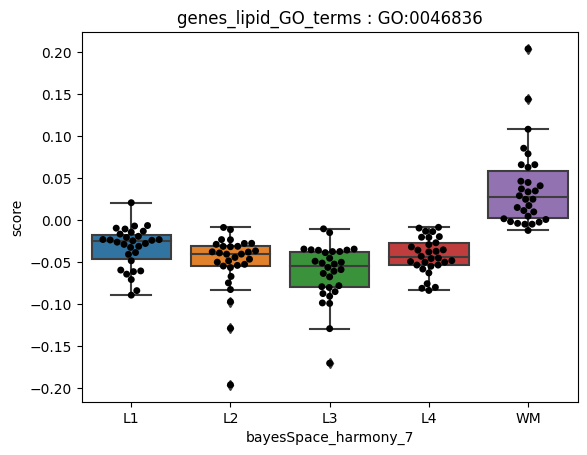 genes_lipid_GO_terms : GO:0046836
score
0.20
0.15
0.10
0.05
0.00
−0.05
−0.10
−0.15
−0.20
L1 L2 L3 L4 WM
bayesSpace_harmony_7